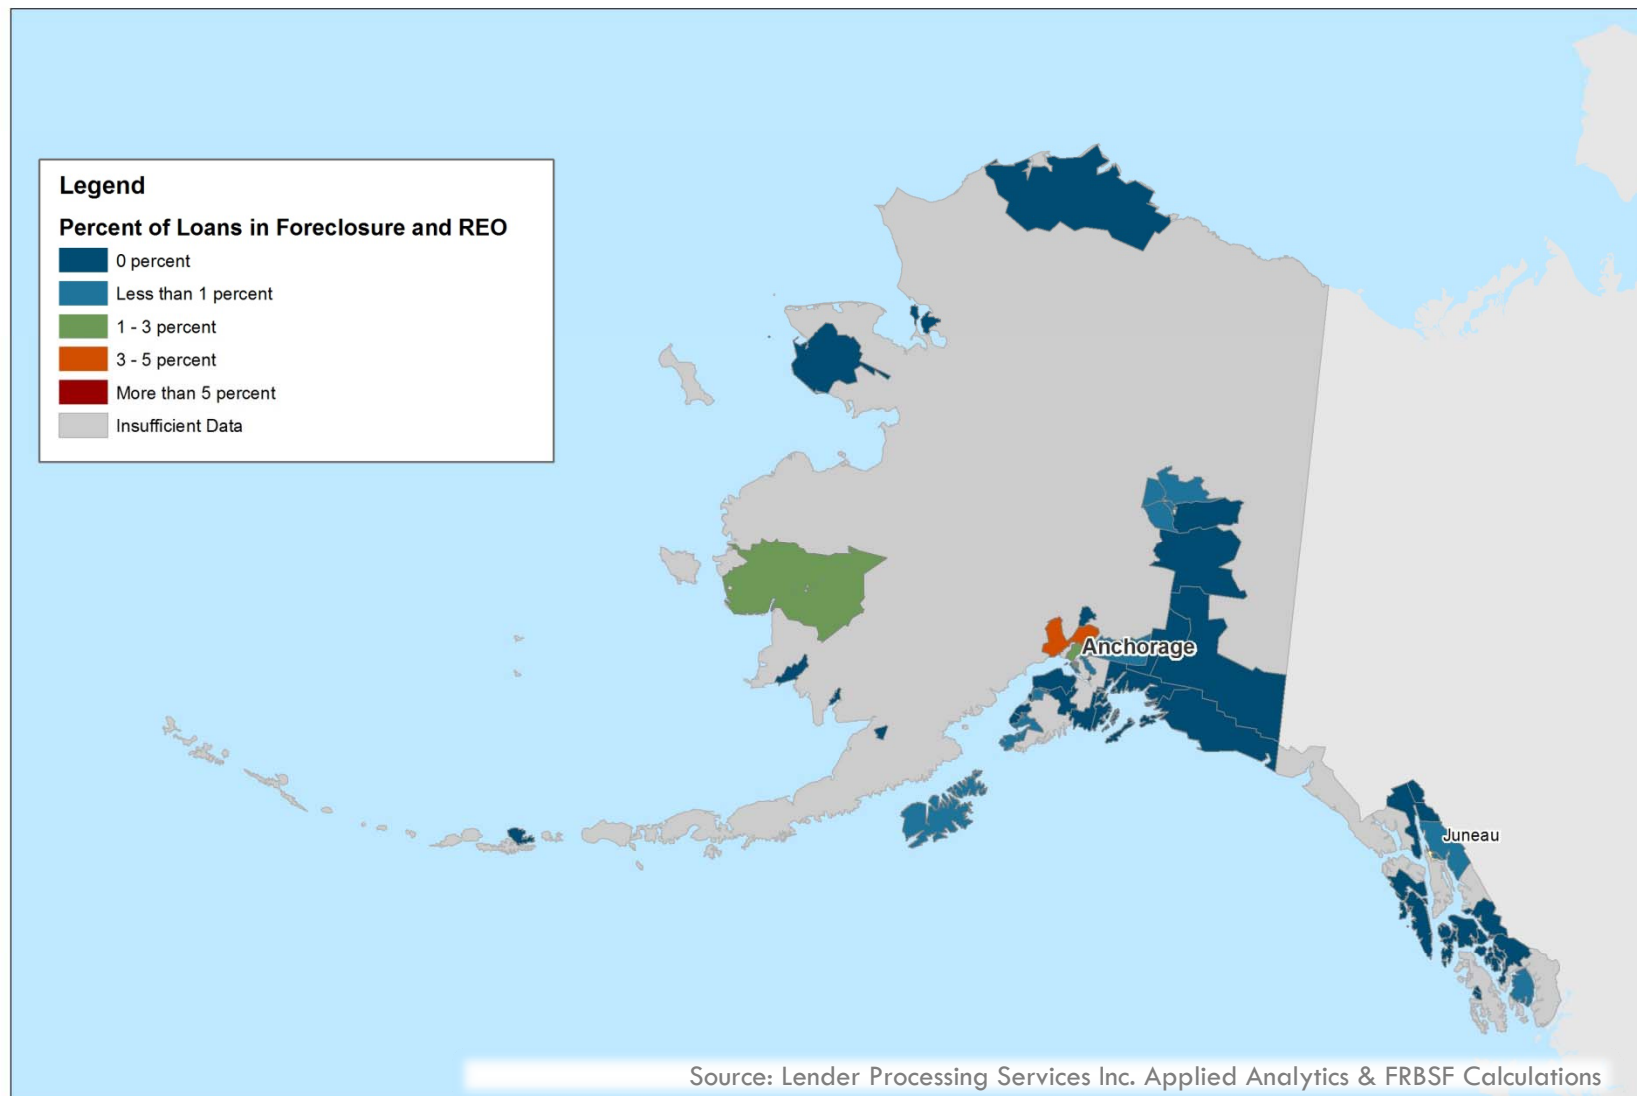 Legend
Percent of Loans in Foreclosure and REO
0 percent
Less than 1 percent
1 - 3 percent
3 - 5 percent
More than 5 percent
Insufficient Data
Anchorage
Juneau
Source: Lender Processing Services Inc. Applied Analytics & FRBSF Calculations